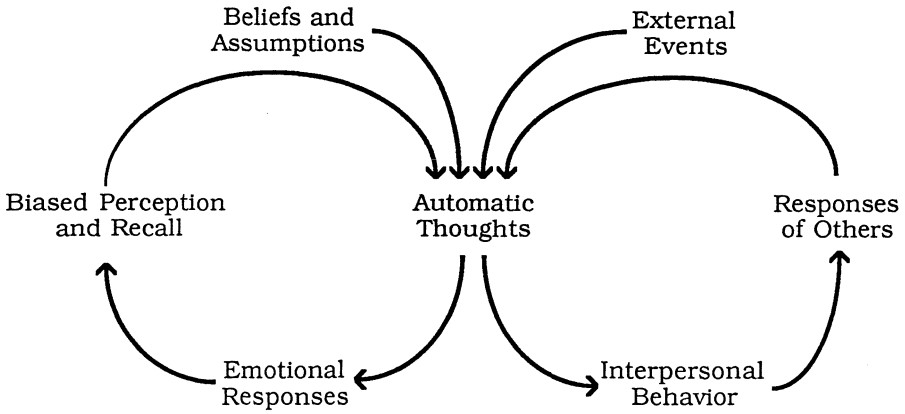 Beliefs and
Assumptions
External
Events
Biased Perception
and Recall
Automatic
Thoughts
Responses
of Others
Emotional
Responses
Interpersonal
Behavior